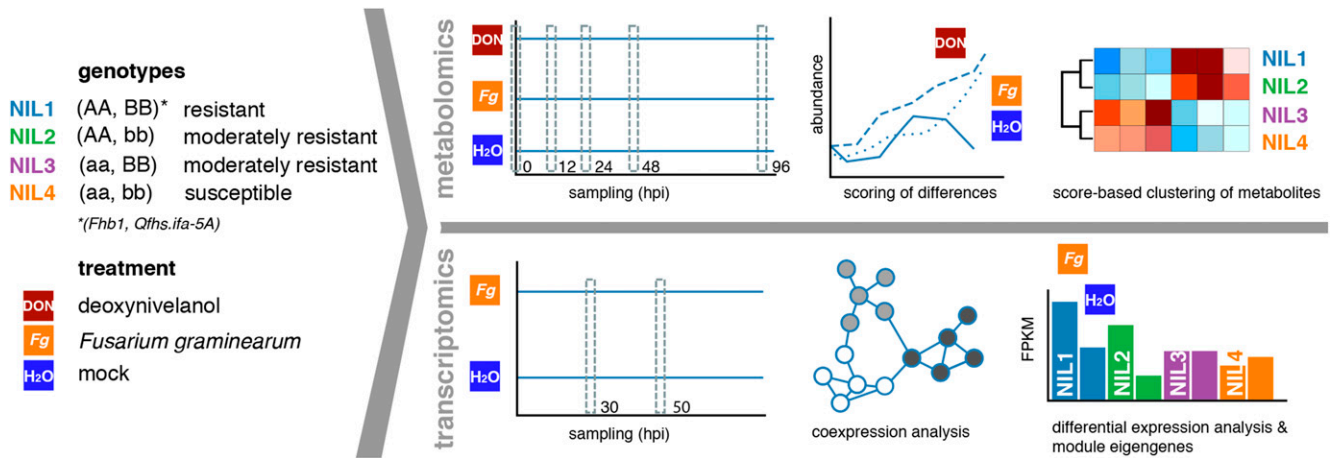 genotypes
NIL1 (AA, BB)* resistant
NIL2 (AA, bb) moderately resistant
NIL3 (aa, BB) moderately resistant
NIL4 (aa, bb) susceptible
*(Fhb1, Qfhs.ifa-5A)
treatment
DON deoxynivelanol
Fg Fusarium graminearum
H₂O mock
metabolomics
DON
Fg
H₂O
0 12 24 48 96
sampling (hpi)
abundance
DON
Fg
H₂O
scoring of differences
NIL1
NIL2
NIL3
NIL4
score-based clustering of metabolites
transcriptomics
Fg
H₂O
30 50
sampling (hpi)
coexpression analysis
Fg
H₂O
FPKM
NIL1 NIL2 NIL3 NIL4
differential expression analysis &
module eigengenes